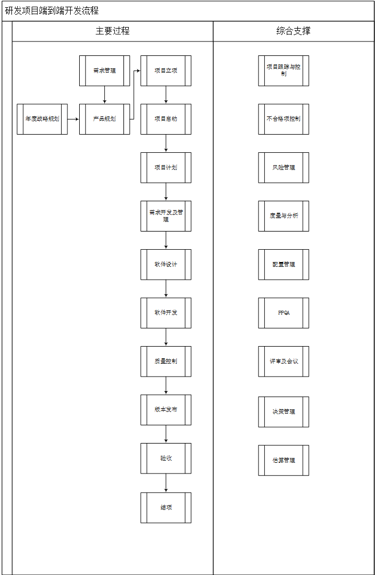 研发项目端到端开发流程
主要过程
综合支撑
需求管理
项目立项
年度战略规划
产品规划
项目启动
项目计划
需求开发及管
理
软件设计
软件开发
质量控制
版本发布
验收
结项
项目跟踪与控
制
不合格项控制
风险管理
度量与分析
配置管理
评审及会议
决策管理
估算管理